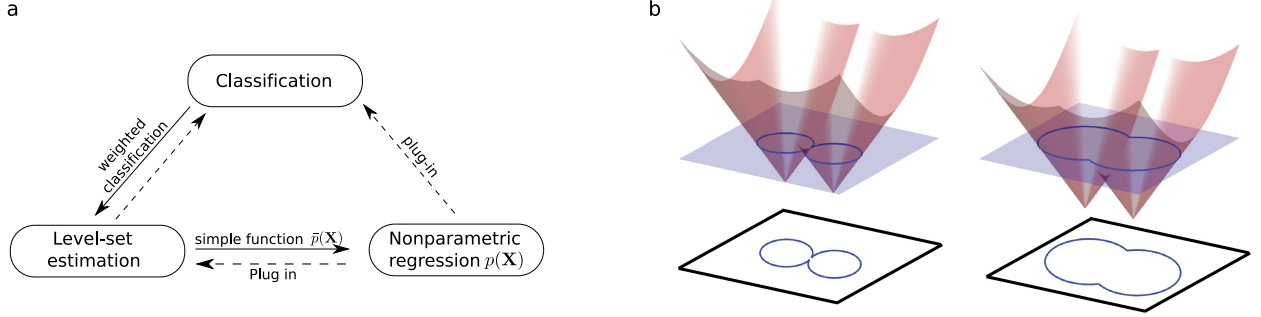 a
b
Classification
weighted
classification
plug-in
Level-set
estimation
simple function p̄(X)
Plug in
Nonparametric
regression p(X)